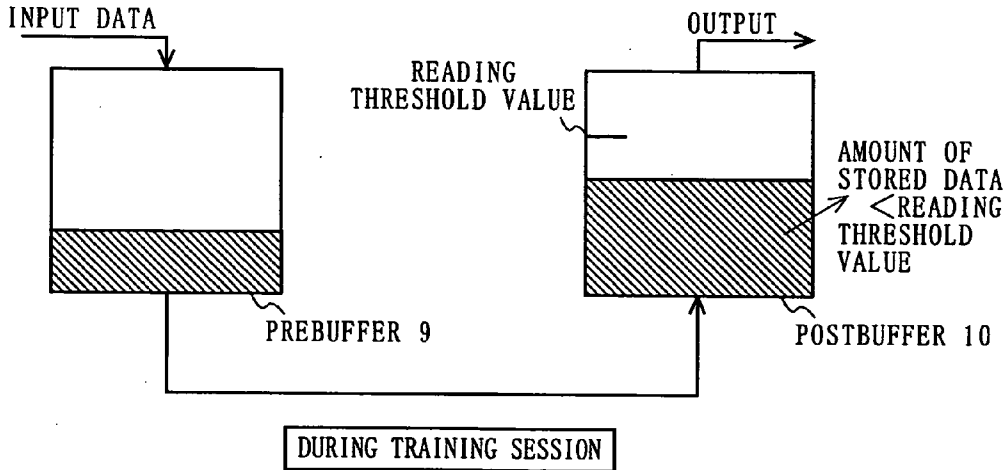 INPUT DATA
OUTPUT
READING
THRESHOLD VALUE
AMOUNT OF
STORED DATA
<READING
THRESHOLD
VALUE
PREBUFFER 9
POSTBUFFER 10
DURING TRAINING SESSION